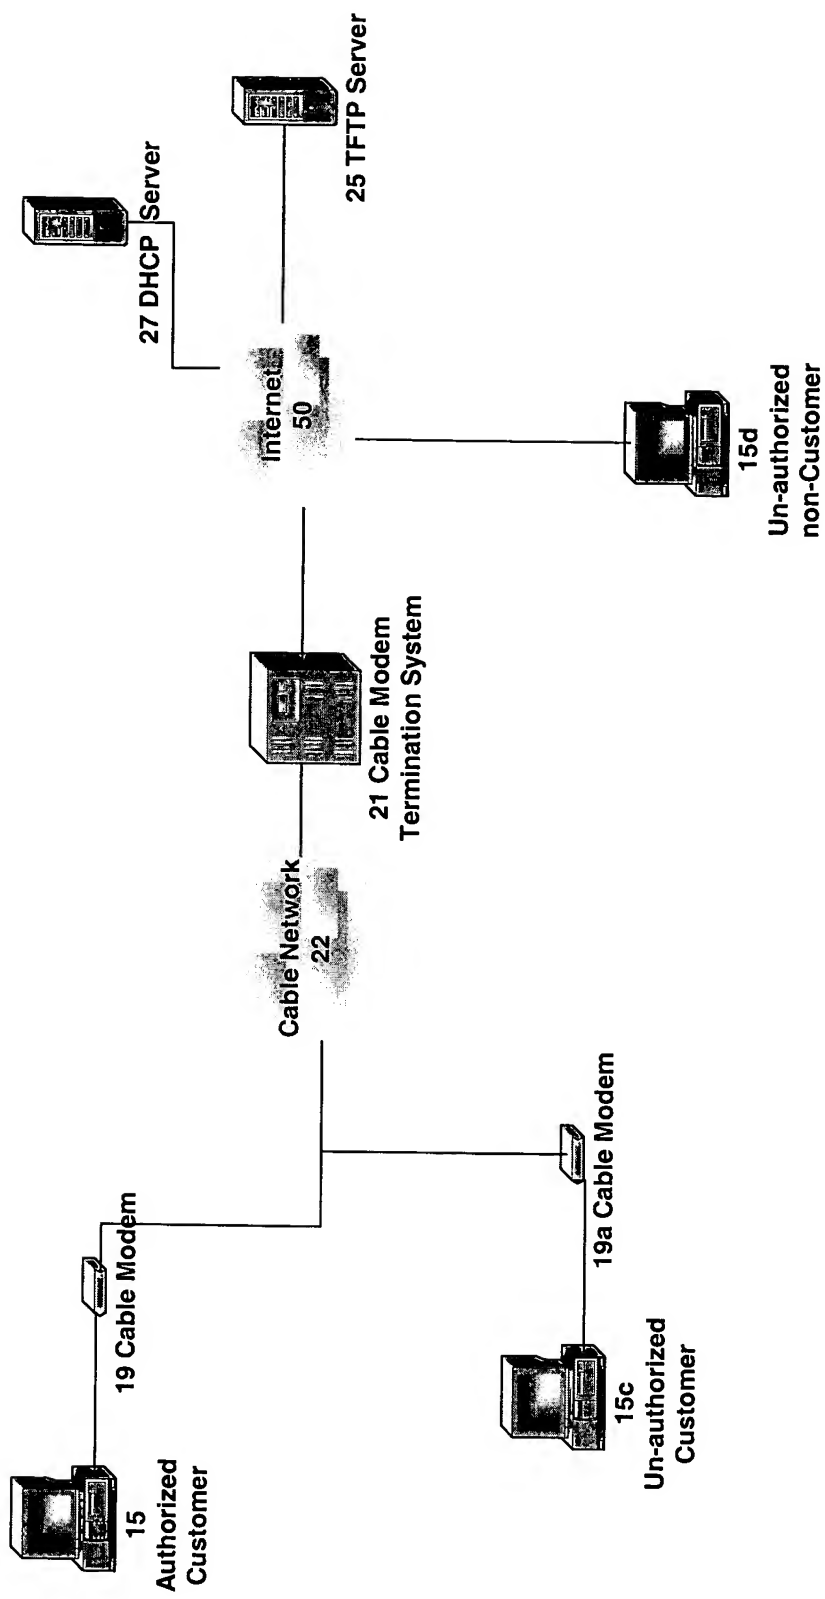 15
Authorized
Customer
19 Cable Modem
15c
Un-authorized
Customer
19a Cable Modem
Cable Network
22
21 Cable Modem
Termination System
Internet
50
27 DHCP Server
25 TFTP Server
15d
Un-authorized
non-Customer